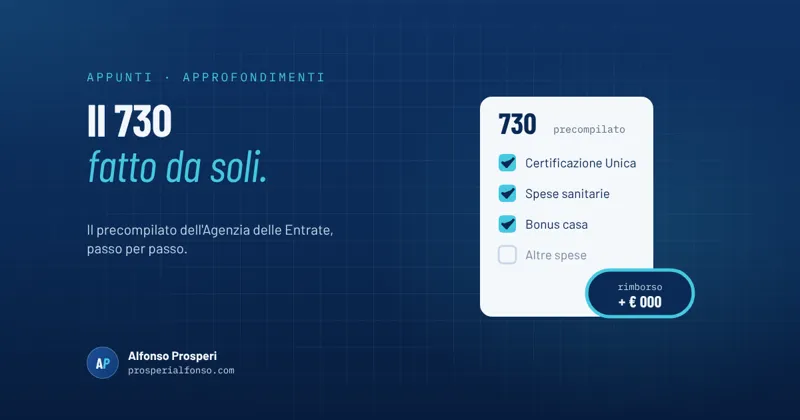 APPUNTI · APPROFONDIMENTI
Il 730
fatto da soli.
Il precompilato dell'Agenzia delle Entrate,
passo per passo.
730 precompilato
Certificazione Unica
Spese sanitarie
Bonus casa
Altre spese
rimborso
+ € 000
AP
Alfonso Prosperi
prosperialfonso.com